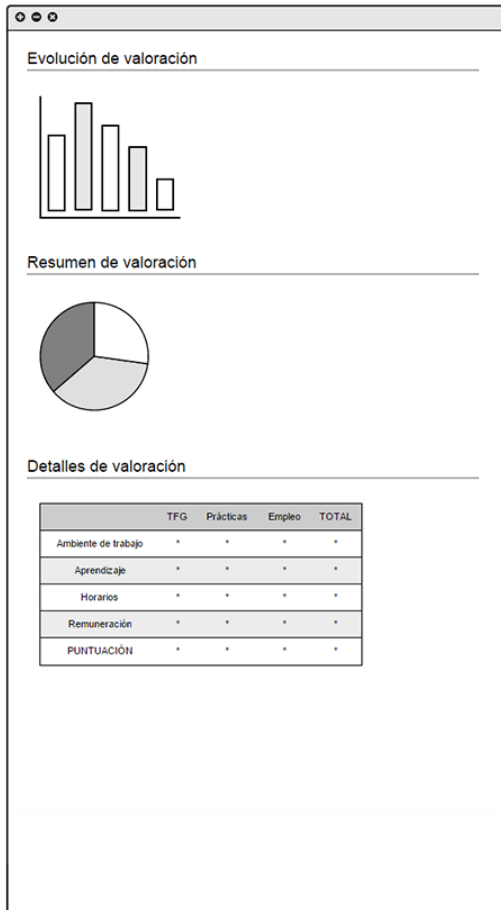 Evolución de valoración
Resumen de valoración
Detalles de valoración
TFG Prácticas Empleo TOTAL
Ambiente de trabajo * * * *
Aprendizaje * * * *
Horarios * * * *
Remuneración * * * *
PUNTUACIÓN * * * *